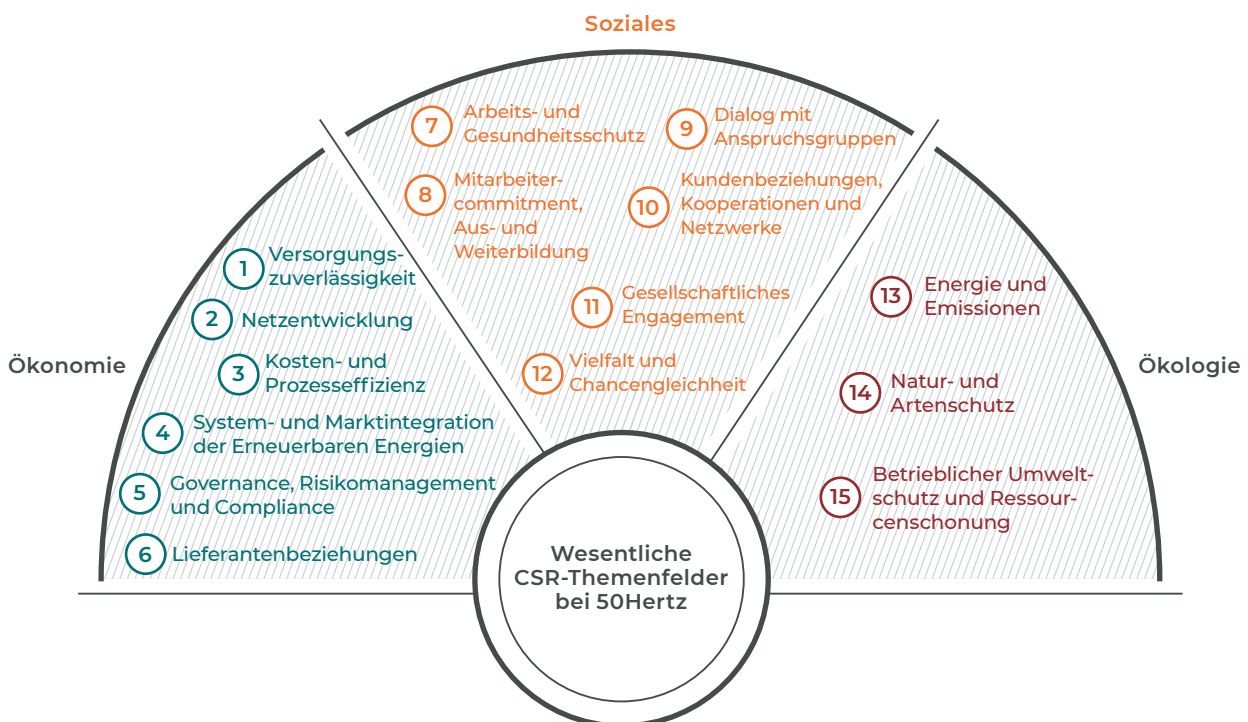 Soziales
Ökonomie
1
Versorgungs-
zuverlässigkeit
2
Netzentwicklung
3
Kosten- und
Prozesseffizienz
4
System- und Marktintegration
der Erneuerbaren Energien
5
Governance, Risikomanagement
und Compliance
6
Lieferantenbeziehungen
7
Arbeits- und
Gesundheitsschutz
8
Mitarbeiter-
commitment,
Aus- und
Weiterbildung
9
Dialog mit
Anspruchsgruppen
10
Kundenbeziehungen,
Kooperationen und
Netzwerke
11
Gesellschaftliches
Engagement
12
Vielfalt und
Chancengleichheit
Ökologie
13
Energie und
Emissionen
14
Natur- und
Artenschutz
15
Betrieblicher Umwelt-
schutz und Ressour-
censchonung
Wesentliche
CSR-Themenfelder
bei 50Hertz